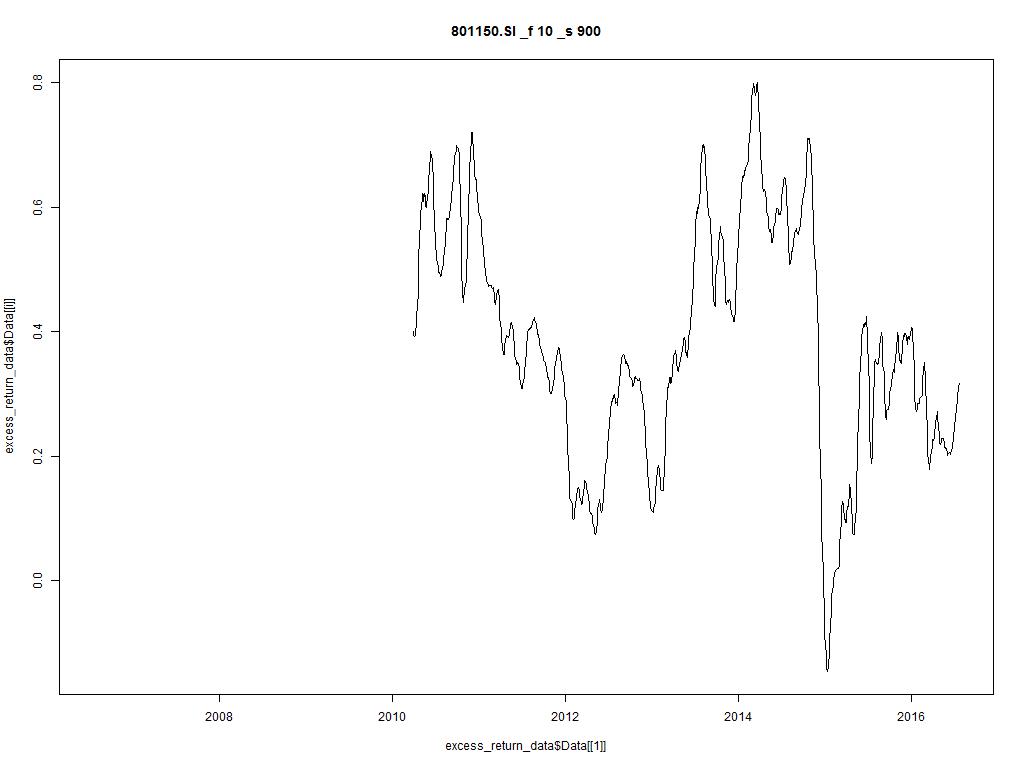 801150.SI _f 10 _s 900
excess_return_data$Data[[i]]
0.8
0.6
0.4
0.2
0.0
2008 2010 2012 2014 2016
excess_return_data$Data[[1]]